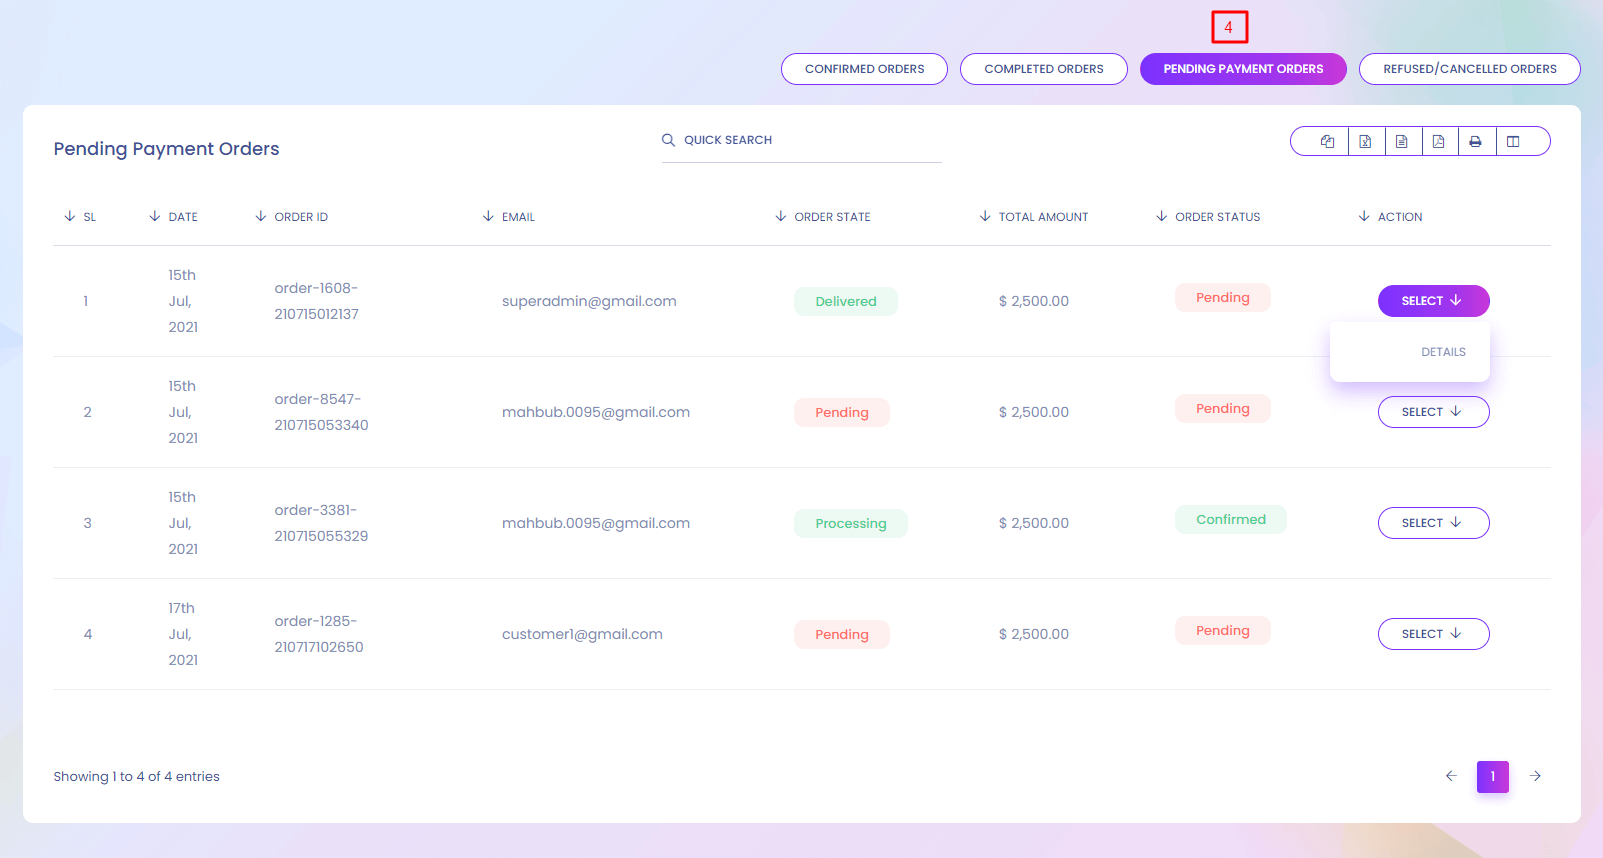 4
CONFIRMED ORDERS
COMPLETED ORDERS
PENDING PAYMENT ORDERS
REFUSED/CANCELLED ORDERS
Pending Payment Orders
QUICK SEARCH
SL DATE ORDER ID EMAIL ORDER STATE TOTAL AMOUNT ORDER STATUS ACTION
1
15th
Jul,
2021
order-1608-
210715012137
superadmin@gmail.com
Delivered
$ 2,500.00
Pending
SELECT
DETAILS
2
15th
Jul,
2021
order-8547-
210715053340
mahbub.0095@gmail.com
Pending
$ 2,500.00
Pending
SELECT
3
15th
Jul,
2021
order-3381-
210715055329
mahbub.0095@gmail.com
Processing
$ 2,500.00
Confirmed
SELECT
4
17th
Jul,
2021
order-1285-
210717102650
customer1@gmail.com
Pending
$ 2,500.00
Pending
SELECT
Showing 1 to 4 of 4 entries
1